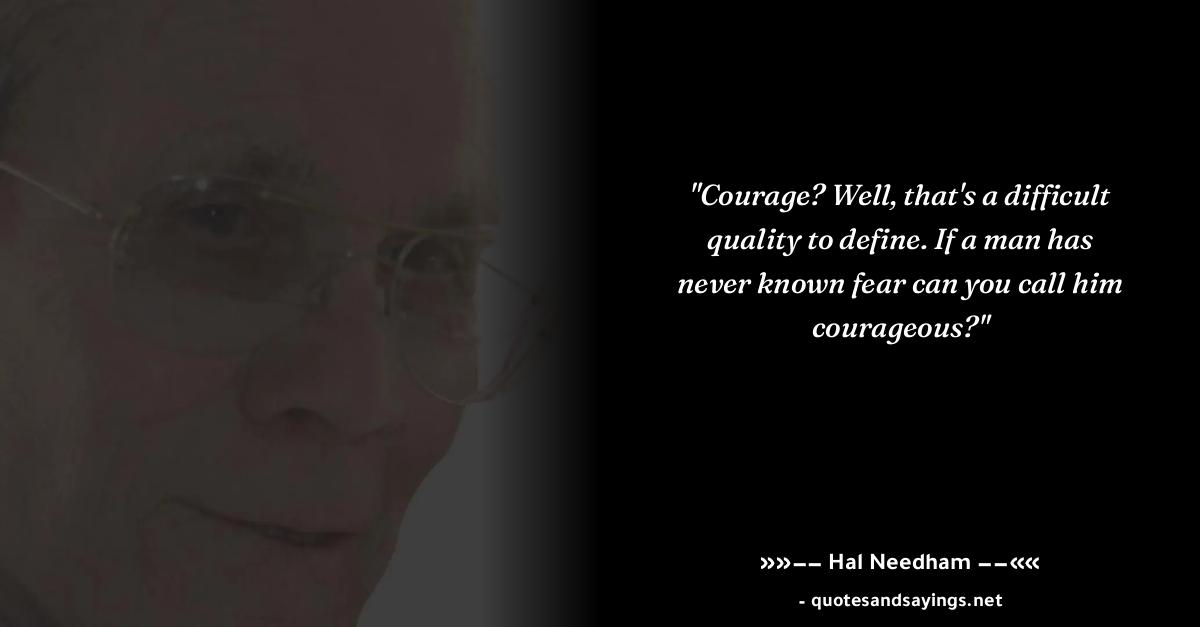 "Courage? Well, that's a difficult
quality to define. If a man has
never known fear can you call him
courageous?"
»»−− Hal Needham −−««
- quotesandsayings.net